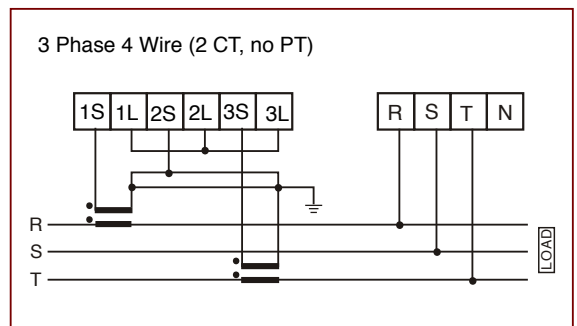 3 Phase 4 Wire (2 CT, no PT)
1S 1L 2S 2L 3S 3L
R S T N
R
S
T
LOAD